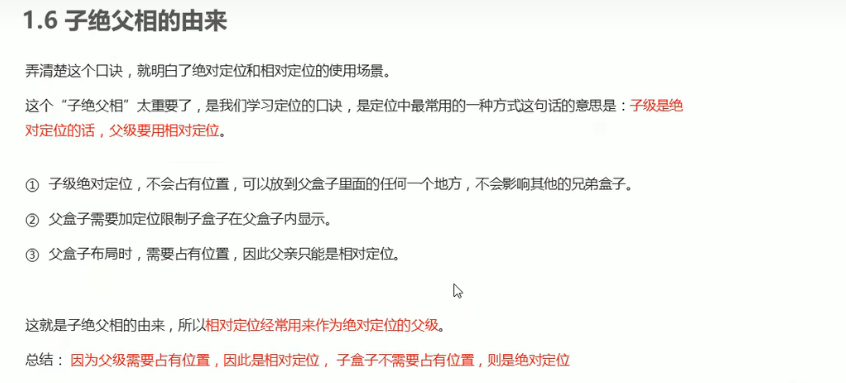 1.6 子绝父相的由来
弄清楚这个口诀，就明白了绝对定位和相对定位的使用场景。
这个“子绝父相”太重要了，是我们学习定位的口诀，是定位中最常用的一种方式这句话的意思是：子级是绝
对定位的话，父级要用相对定位。
① 子级绝对定位，不会占有位置，可以放到父盒子里面的任何一个地方，不会影响其他的兄弟盒子。
② 父盒子需要加定位限制子盒子在父盒子内显示。
③ 父盒子布局时，需要占有位置，因此父亲只能是相对定位。
这就是子绝父相的由来，所以相对定位经常用来作为绝对定位的父级。
总结： 因为父级需要占有位置，因此是相对定位， 子盒子不需要占有位置，则是绝对定位